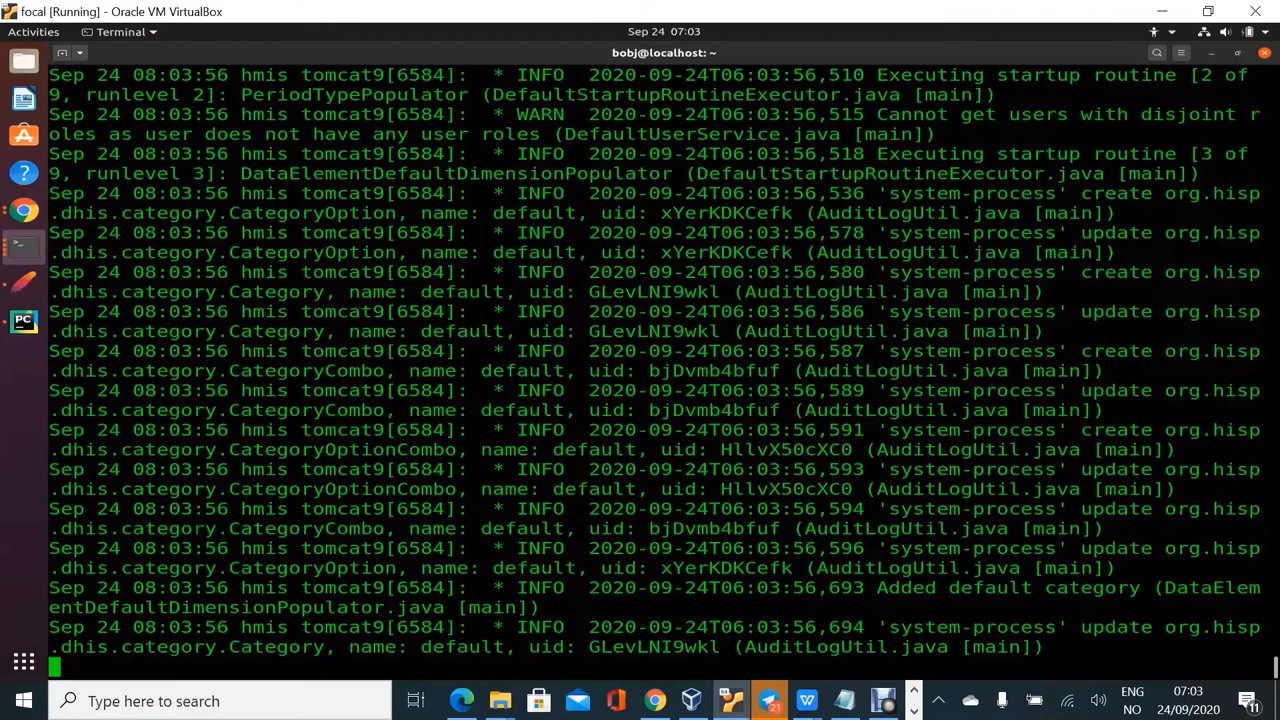 focal [Running] - Oracle VM VirtualBox
Activities Terminal Sep 24 07:03
bobj@localhost: ~
Sep 24 08:03:56 hmis tomcat9[6584]:  * INFO  2020-09-24T06:03:56,510 Executing startup routine [2 of
9, runlevel 2]: PeriodTypePopulator (DefaultStartupRoutineExecutor.java [main])
Sep 24 08:03:56 hmis tomcat9[6584]:  * WARN  2020-09-24T06:03:56,515 Cannot get users with disjoint r
oles as user does not have any user roles (DefaultUserService.java [main])
Sep 24 08:03:56 hmis tomcat9[6584]:  * INFO  2020-09-24T06:03:56,518 Executing startup routine [3 of
9, runlevel 3]: DataElementDefaultDimensionPopulator (DefaultStartupRoutineExecutor.java [main])
Sep 24 08:03:56 hmis tomcat9[6584]:  * INFO  2020-09-24T06:03:56,536 'system-process' create org.hisp
.dhis.category.CategoryOption, name: default, uid: xYerKDKCefk (AuditLogUtil.java [main])
Sep 24 08:03:56 hmis tomcat9[6584]:  * INFO  2020-09-24T06:03:56,578 'system-process' update org.hisp
.dhis.category.CategoryOption, name: default, uid: xYerKDKCefk (AuditLogUtil.java [main])
Sep 24 08:03:56 hmis tomcat9[6584]:  * INFO  2020-09-24T06:03:56,580 'system-process' create org.hisp
.dhis.category.Category, name: default, uid: GLevLNI9wkl (AuditLogUtil.java [main])
Sep 24 08:03:56 hmis tomcat9[6584]:  * INFO  2020-09-24T06:03:56,586 'system-process' update org.hisp
.dhis.category.Category, name: default, uid: GLevLNI9wkl (AuditLogUtil.java [main])
Sep 24 08:03:56 hmis tomcat9[6584]:  * INFO  2020-09-24T06:03:56,587 'system-process' create org.hisp
.dhis.category.CategoryCombo, name: default, uid: bjDvmb4bfuf (AuditLogUtil.java [main])
Sep 24 08:03:56 hmis tomcat9[6584]:  * INFO  2020-09-24T06:03:56,589 'system-process' update org.hisp
.dhis.category.CategoryCombo, name: default, uid: bjDvmb4bfuf (AuditLogUtil.java [main])
Sep 24 08:03:56 hmis tomcat9[6584]:  * INFO  2020-09-24T06:03:56,591 'system-process' create org.hisp
.dhis.category.CategoryOptionCombo, name: default, uid: HllvX50cXC0 (AuditLogUtil.java [main])
Sep 24 08:03:56 hmis tomcat9[6584]:  * INFO  2020-09-24T06:03:56,593 'system-process' update org.hisp
.dhis.category.CategoryOptionCombo, name: default, uid: HllvX50cXC0 (AuditLogUtil.java [main])
Sep 24 08:03:56 hmis tomcat9[6584]:  * INFO  2020-09-24T06:03:56,594 'system-process' update org.hisp
.dhis.category.CategoryCombo, name: default, uid: bjDvmb4bfuf (AuditLogUtil.java [main])
Sep 24 08:03:56 hmis tomcat9[6584]:  * INFO  2020-09-24T06:03:56,596 'system-process' update org.hisp
.dhis.category.CategoryOption, name: default, uid: xYerKDKCefk (AuditLogUtil.java [main])
Sep 24 08:03:56 hmis tomcat9[6584]:  * INFO  2020-09-24T06:03:56,693 Added default category (DataElem
entDefaultDimensionPopulator.java [main])
Sep 24 08:03:56 hmis tomcat9[6584]:  * INFO  2020-09-24T06:03:56,694 'system-process' update org.hisp
.dhis.category.Category, name: default, uid: GLevLNI9wkl (AuditLogUtil.java [main])
PC
Type here to search
21
ENG 07:03
NO 24/09/2020
11